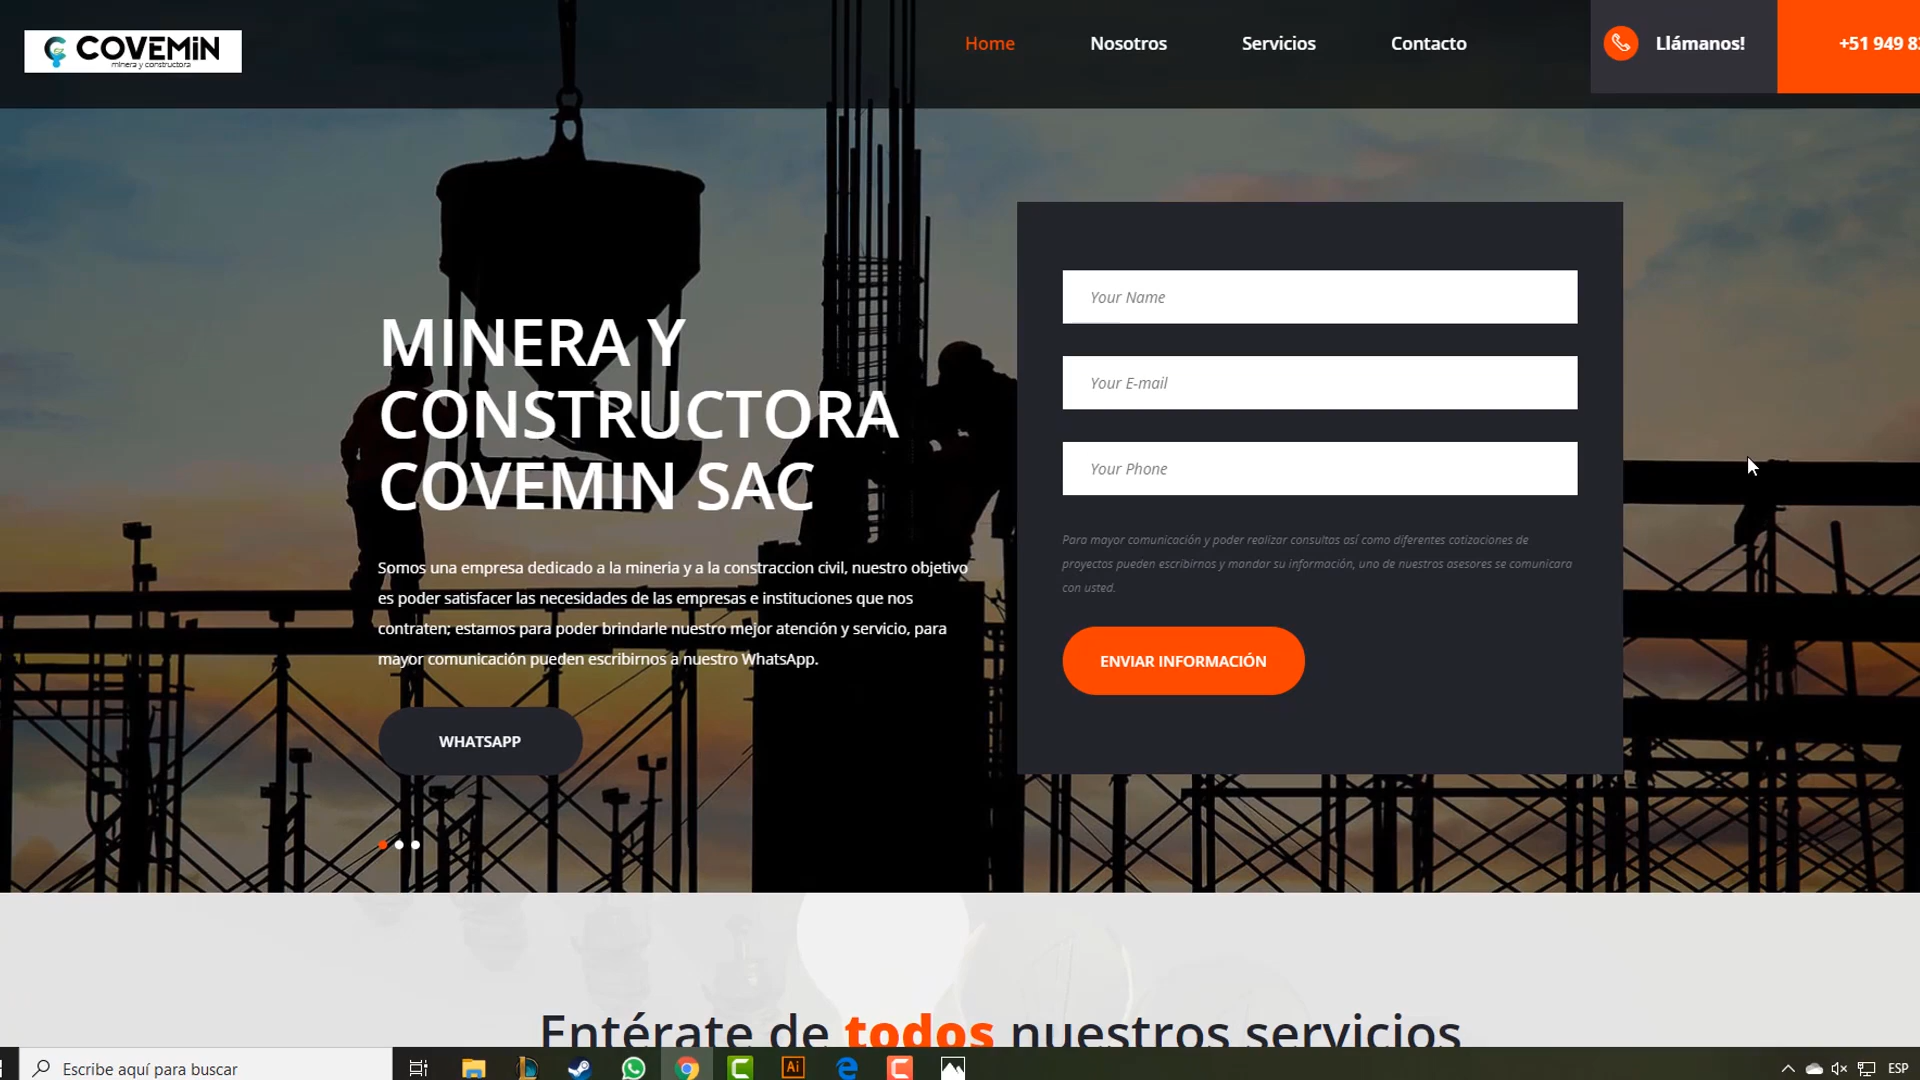 COVEMIN
minera y constructora
Home
Nosotros
Servicios
Contacto
Llámanos!
+51 949
MINERA Y
CONSTRUCTORA
COVEMIN SAC
Somos una empresa dedicado a la mineria y a la constraccion civil, nuestro objetivo
es poder satisfacer las necesidades de las empresas e instituciones que nos
contraten; estamos para poder brindarle nuestro mejor atención y servicio, para
mayor comunicación pueden escribirnos a nuestro WhatsApp.
WHATSAPP
Your Name
Your E-mail
Your Phone
Para mayor comunicación y poder realizar consultas así como diferentes cotizaciones de
proyectos pueden escribirnos y mandar su información, uno de nuestros asesores se comunicara
con usted.
ENVIAR INFORMACIÓN
Entérate de todos nuestros servicios
Escribe aquí para buscar
Ai
ESP